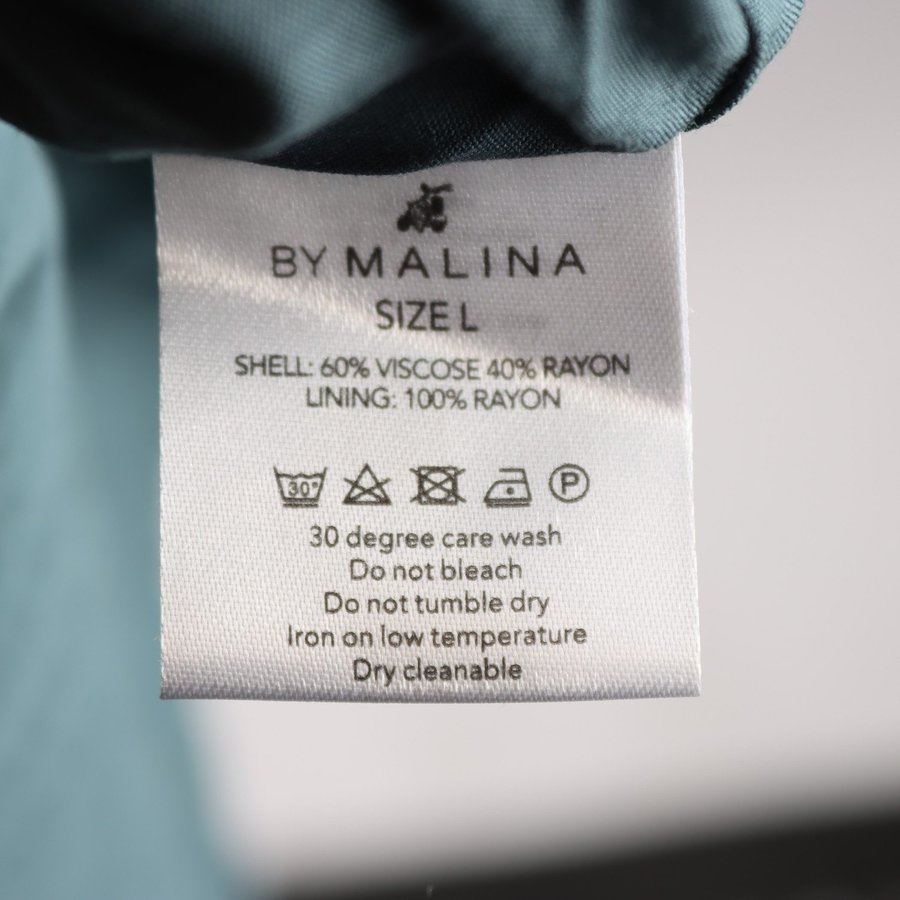 BY MALINA
SIZE L
SHELL: 60% VISCOSE 40% RAYON
LINING: 100% RAYON
30°
P
30 degree care wash
Do not bleach
Do not tumble dry
Iron on low temperature
Dry cleanable